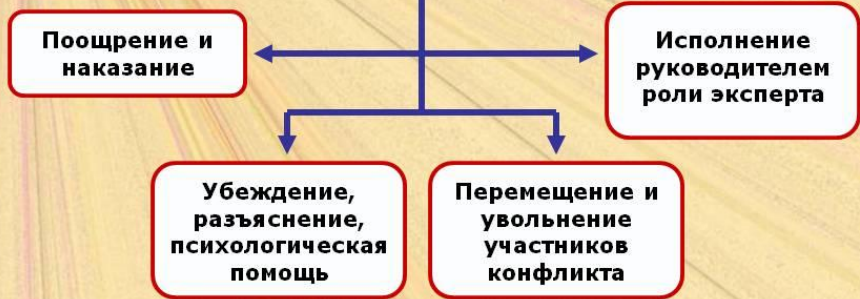 Поощрение и
наказание
Исполнение
руководителем
роли эксперта
Убеждение,
разъяснение,
психологическая
помощь
Перемещение и
увольнение
участников
конфликта